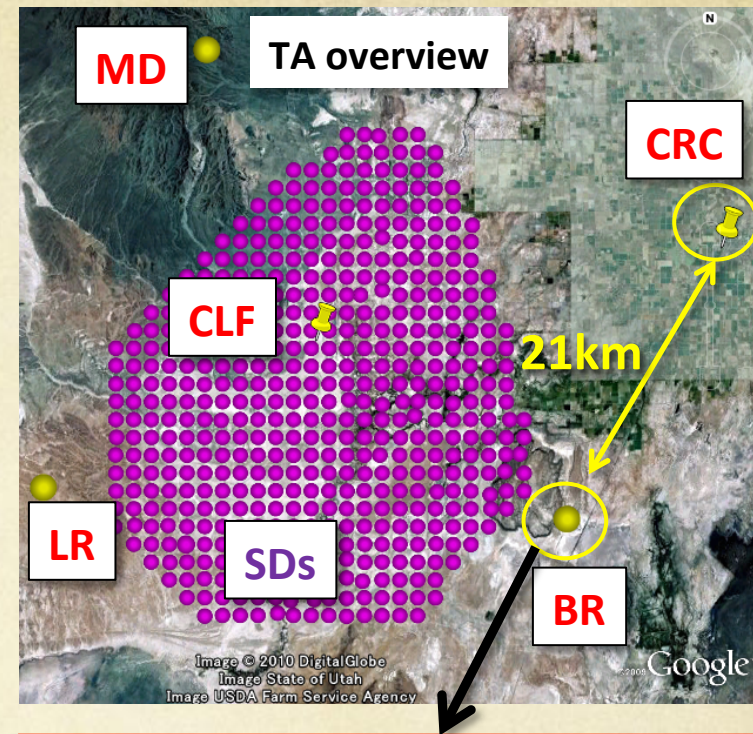 MD
TA overview
N
CRC
CLF
21km
LR
SDs
BR
Image © 2010 DigitalGlobe
Image State of Utah
Image USDA Farm Service Agency
©2009 Google